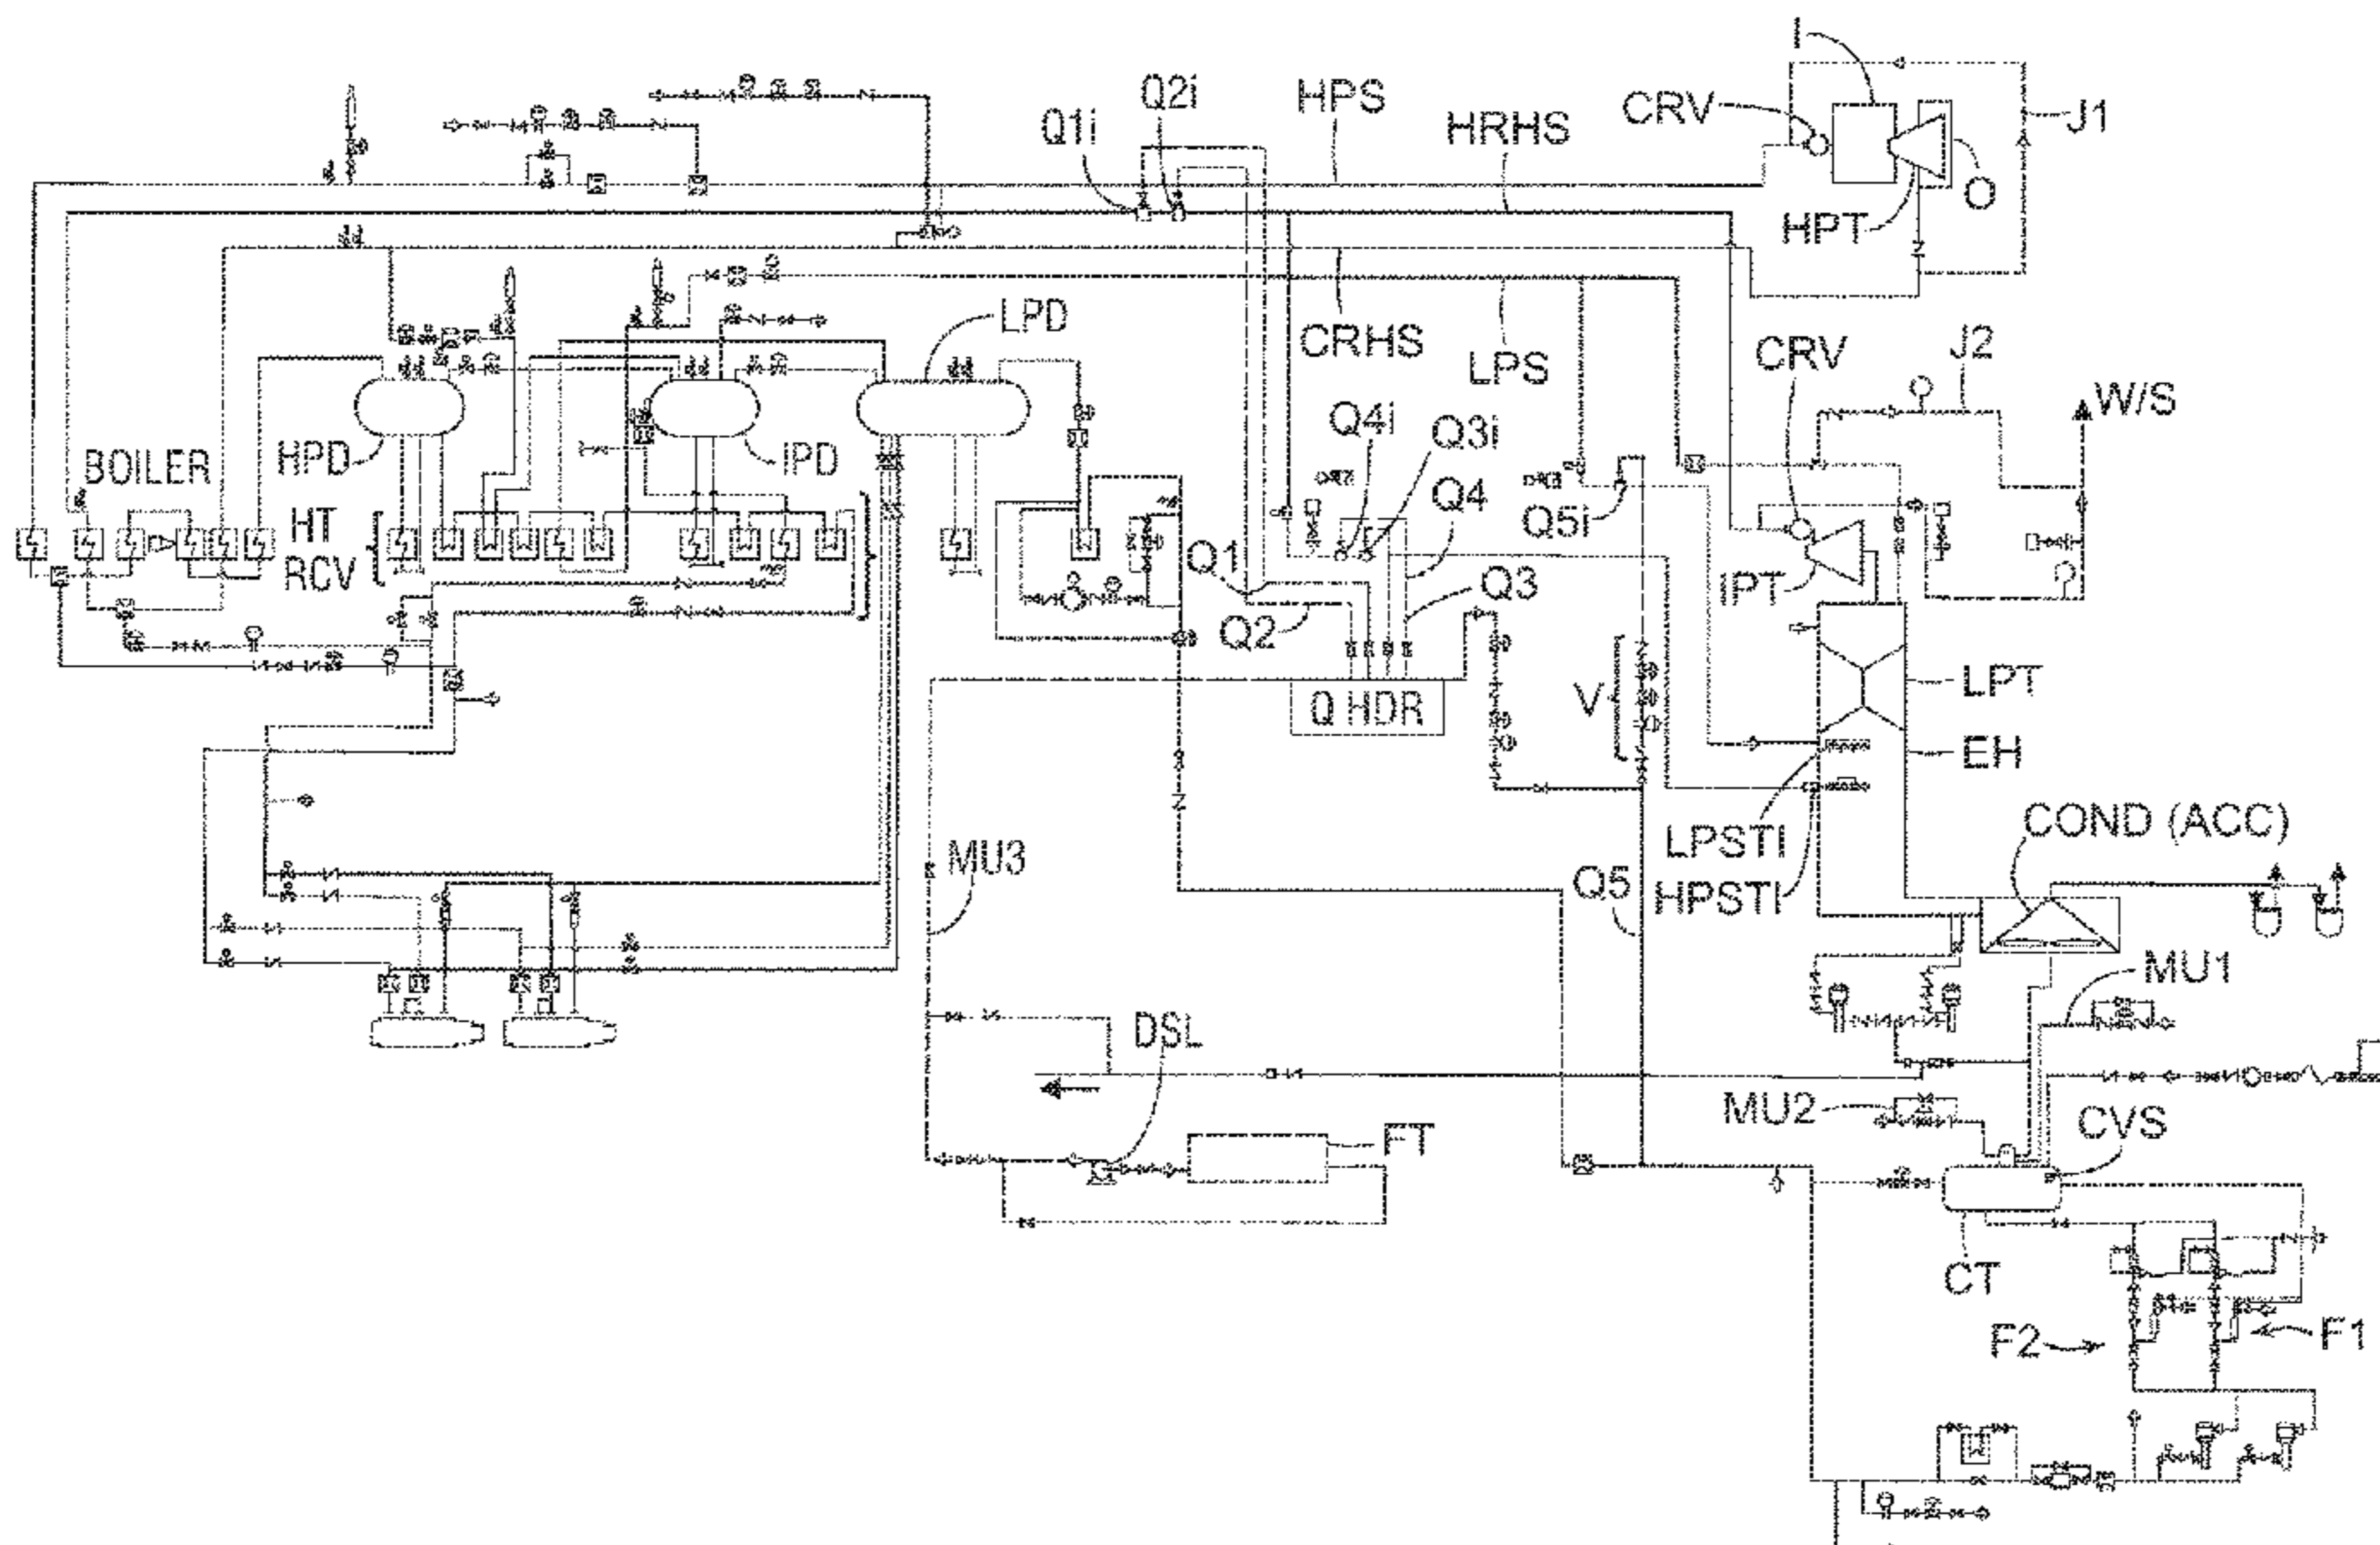 I
Q2i
HPS
CRV
Q1i
HRHS
J1
O
HPT
LPD
CRHS
LPS
CRV
J2
W/S
Q4i
Q3i
BOILER
HPD
IPD
Q4
Q5i
HT
RCV
Q1
Q3
IPT
Q2
LPT
Q HDR
V
EH
COND (ACC)
LPSTI
MU3
Q5
HPSTI
MU1
DSL
MU2
CVS
FT
CT
F2
F1